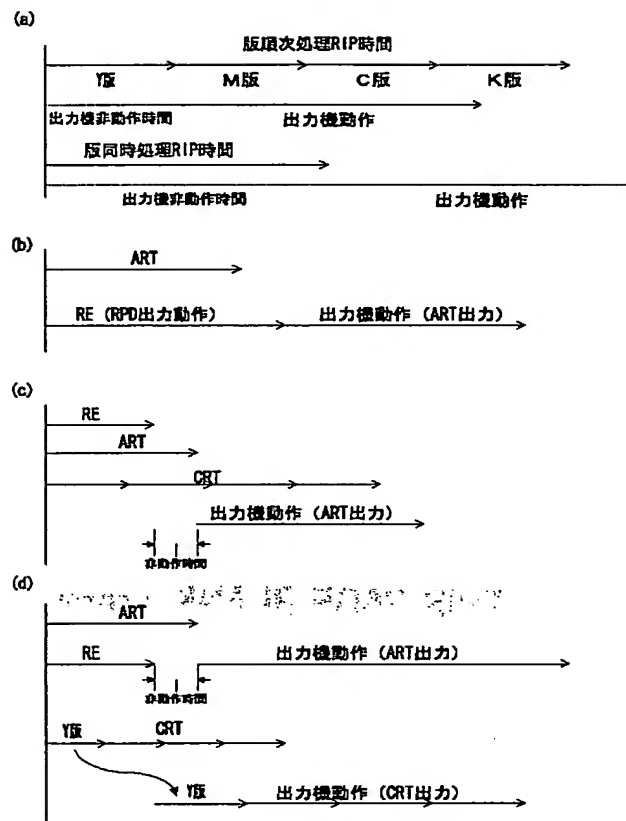 (a)
版順次処理RIP時間
Y版 M版 C版 K版
出力機非動作時間 出力機動作
版同時処理RIP時間
出力機非動作時間 出力機動作
(b)
ART
RE (RPD出力動作) 出力機動作 (ART出力)
(c)
RE
ART
CRT
出力機動作 (ART出力)
非動作時間
(d)
ART
RE 出力機動作 (ART出力)
非動作時間
Y版 CRT
Y版 出力機動作 (CRT出力)